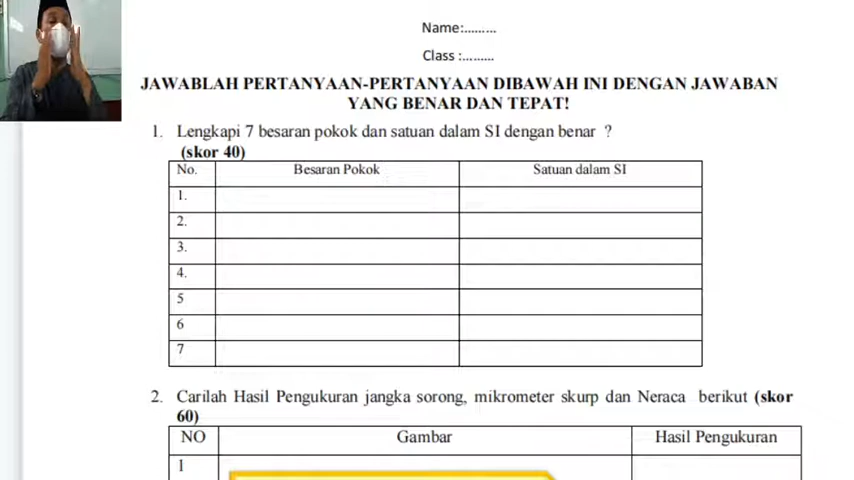 Name:.........
Class :.........
JAWABLAH PERTANYAAN-PERTANYAAN DIBAWAH INI DENGAN JAWABAN
YANG BENAR DAN TEPAT!
1. Lengkapi 7 besaran pokok dan satuan dalam SI dengan benar ?
(skor 40)
No. Besaran Pokok Satuan dalam SI
1.
2.
3.
4.
5
6
7
2. Carilah Hasil Pengukuran jangka sorong, mikrometer skurp dan Neraca berikut (skor
60)
NO Gambar Hasil Pengukuran
1